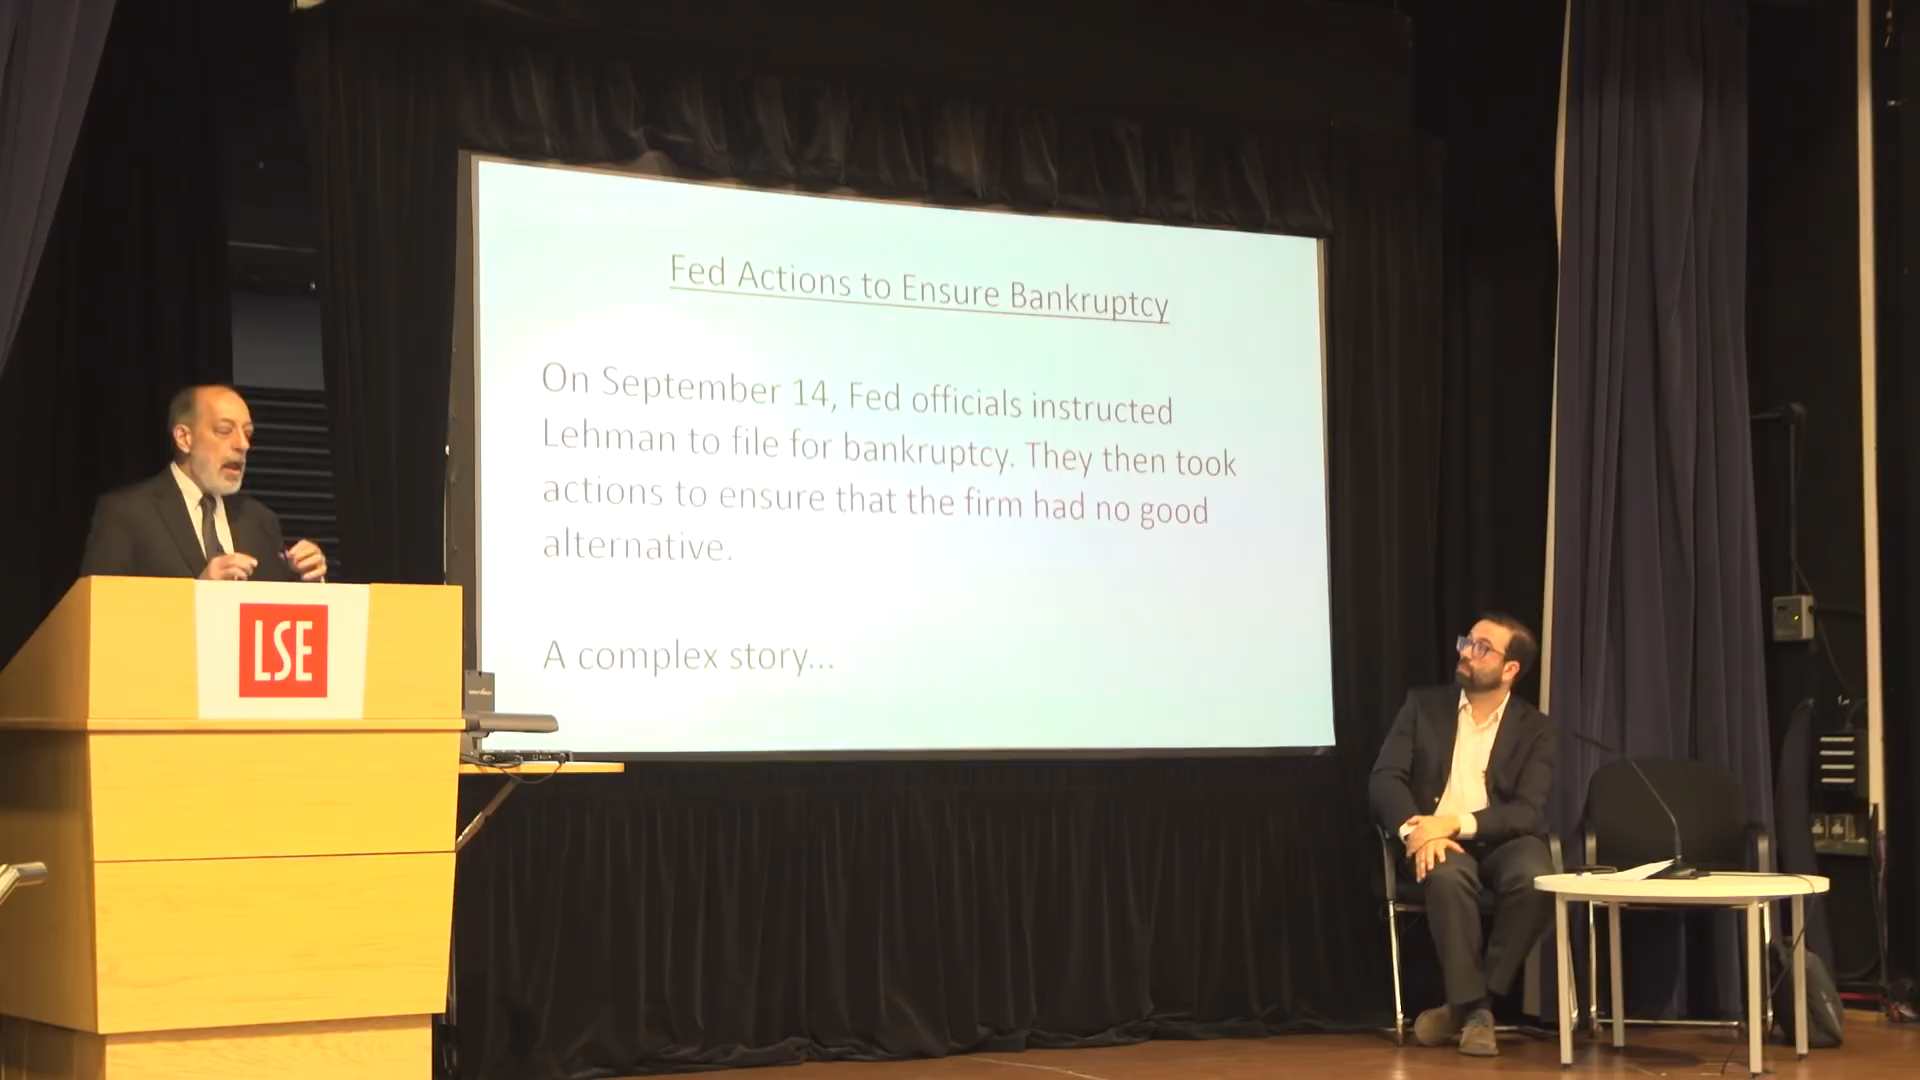 Fed Actions to Ensure Bankruptcy
On September 14, Fed officials instructed
Lehman to file for bankruptcy. They then took
actions to ensure that the firm had no good
alternative.
A complex story...
LSE